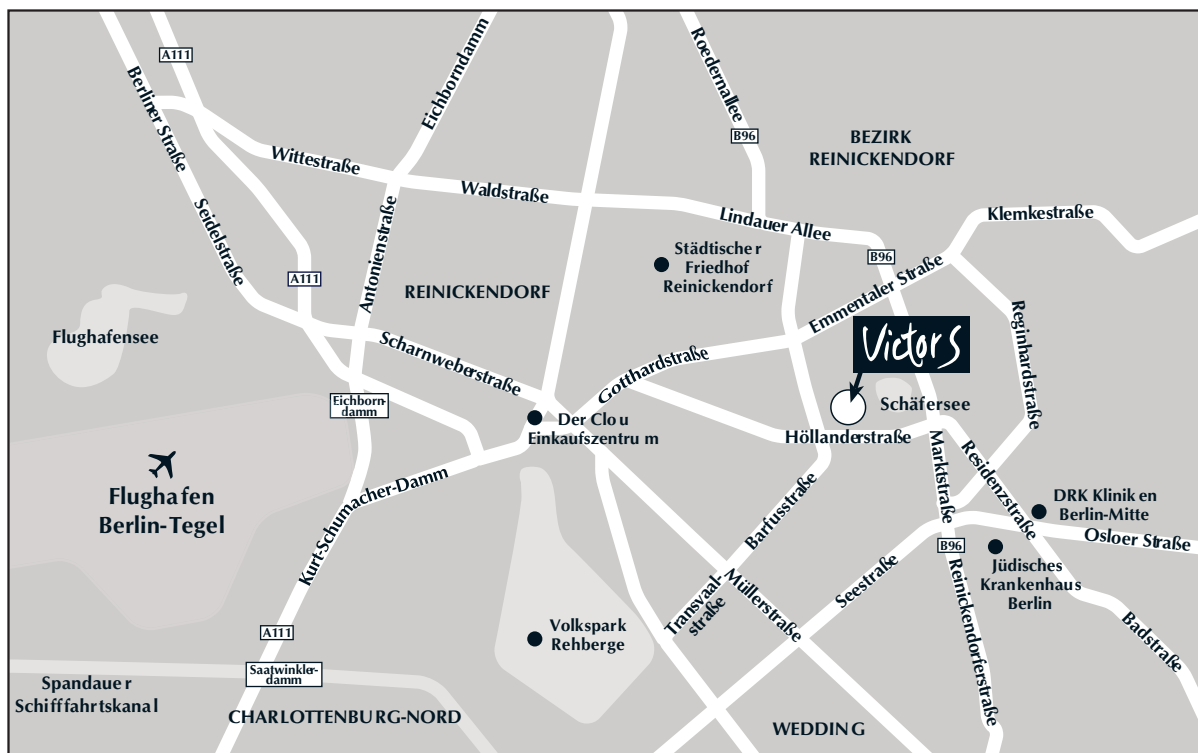 A111
Berliner Straße
Eichborndamm
Roedernallee
B96
BEZIRK
REINICKENDORF
Wittestraße
Waldstraße
Lindauer Allee
Klemkestraße
Seidelstraße
Antonienstraße
A111
Städtischer
Friedhof
Reinickendorf
B96
Emmentaler Straße
REINICKENDORF
Reginhardstraße
Flughafensee
Scharnweberstraße
Gotthardstraße
Victor S
Eichborn-
damm
Schäfersee
Der Clou
Einkaufszentrum
Höllanderstraße
Marktstraße
Residenzstraße
Flughafen
Berlin-Tegel
Kurt-Schumacher-Damm
Barfusstraße
DRK Kliniken
Berlin-Mitte
Osloer Straße
B96
Jüdisches
Krankenhaus
Berlin
Seestraße
Transvaal-
straße
Müllerstraße
Reinickendorferstraße
Badstraße
A111
Volkspark
Rehberge
Saatwinkler-
damm
Spandauer
Schifffahrtskanal
CHARLOTTENBURG-NORD
WEDDING